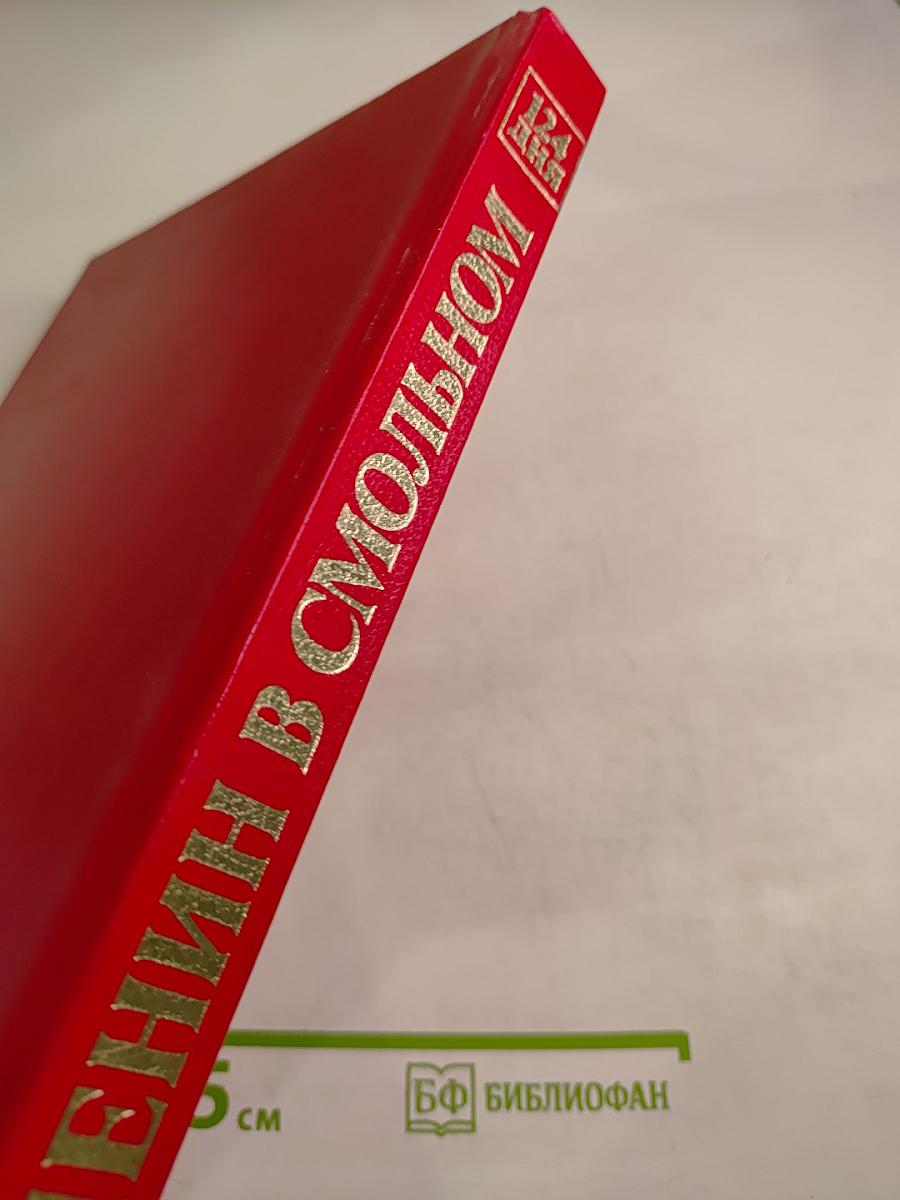 124
ДНЯ
ЕНИН В СМОЛЬНОМ
5 см
БФ БИБЛИОФАН